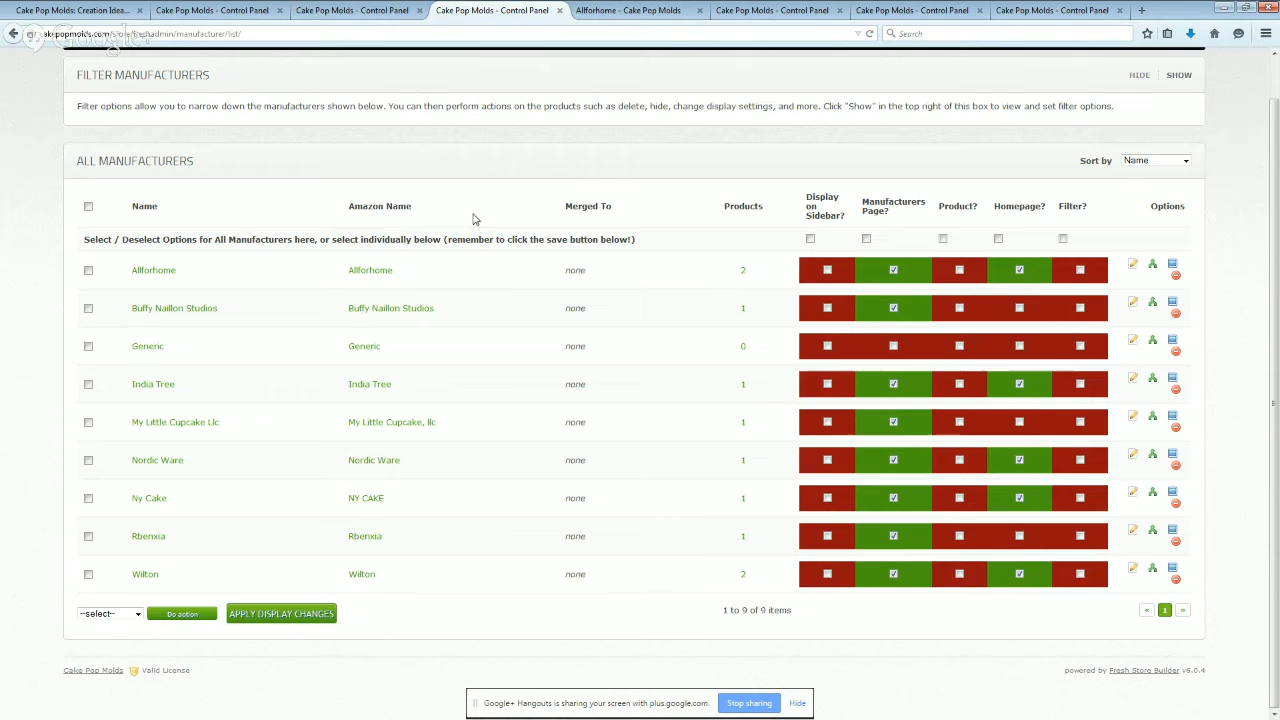 Cake Pop Molds: Creation Idea... × Cake Pop Molds - Control Panel × Cake Pop Molds - Control Panel × Cake Pop Molds - Control Panel × Allforhome - Cake Pop Molds × Cake Pop Molds - Control Panel × Cake Pop Molds - Control Panel × Cake Pop Molds - Control Panel ×
Google+
Search
FILTER MANUFACTURERS HIDE SHOW
Filter options allow you to narrow down the manufacturers shown below. You can then perform actions on the products such as delete, hide, change display settings, and more. Click "Show" in the top right of this box to view and set filter options.
ALL MANUFACTURERS Sort by Name
Name Amazon Name Merged To Products Display on Sidebar? Manufacturers Page? Product? Homepage? Filter? Options
Select / Deselect Options for All Manufacturers here, or select individually below (remember to click the save button below!)
Allforhome Allforhome none 2
Buffy Naillon Studios Buffy Naillon Studios none 1
Generic Generic none 0
India Tree India Tree none 1
My Little Cupcake Llc My Little Cupcake, llc none 1
Nordic Ware Nordic Ware none 1
Ny Cake NY CAKE none 1
Rbenxia Rbenxia none 1
Wilton Wilton none 2
--select-- Do action APPLY DISPLAY CHANGES 1 to 9 of 9 items « 1 »
Cake Pop Molds Valid License powered by Fresh Store Builder v6.0.4
Google+ Hangouts is sharing your screen with plus.google.com. Stop sharing Hide